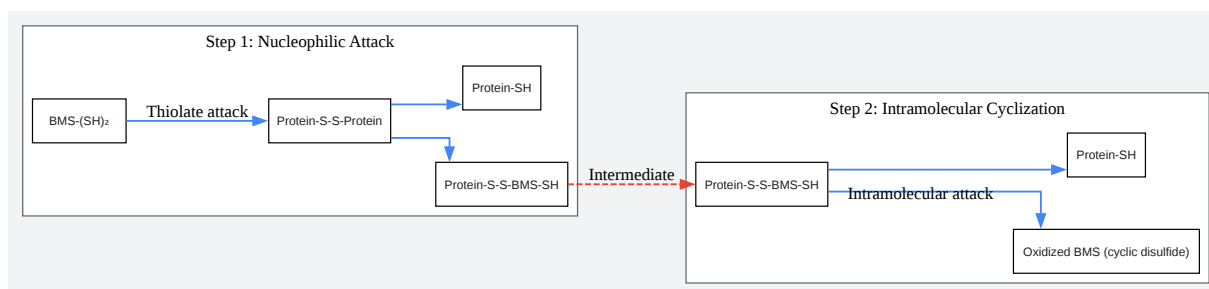 Step 1: Nucleophilic Attack
BMS-(SH)₂
Thiolate attack
Protein-S-S-Protein
Protein-SH
Protein-S-S-BMS-SH
Intermediate
Step 2: Intramolecular Cyclization
Protein-S-S-BMS-SH
Intramolecular attack
Protein-SH
Oxidized BMS (cyclic disulfide)